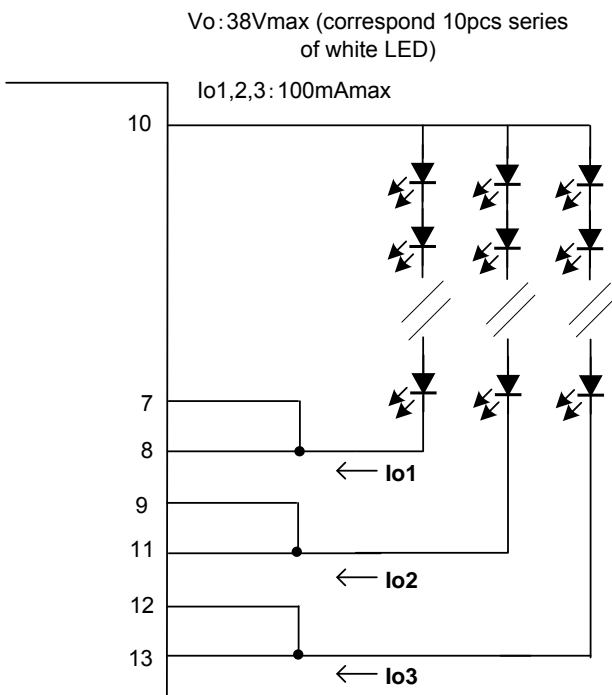 Vo:38Vmax (correspond 10pcs series
of white LED)
Io1,2,3:100mAmax
10
7
8
Io1
9
11
Io2
12
13
Io3